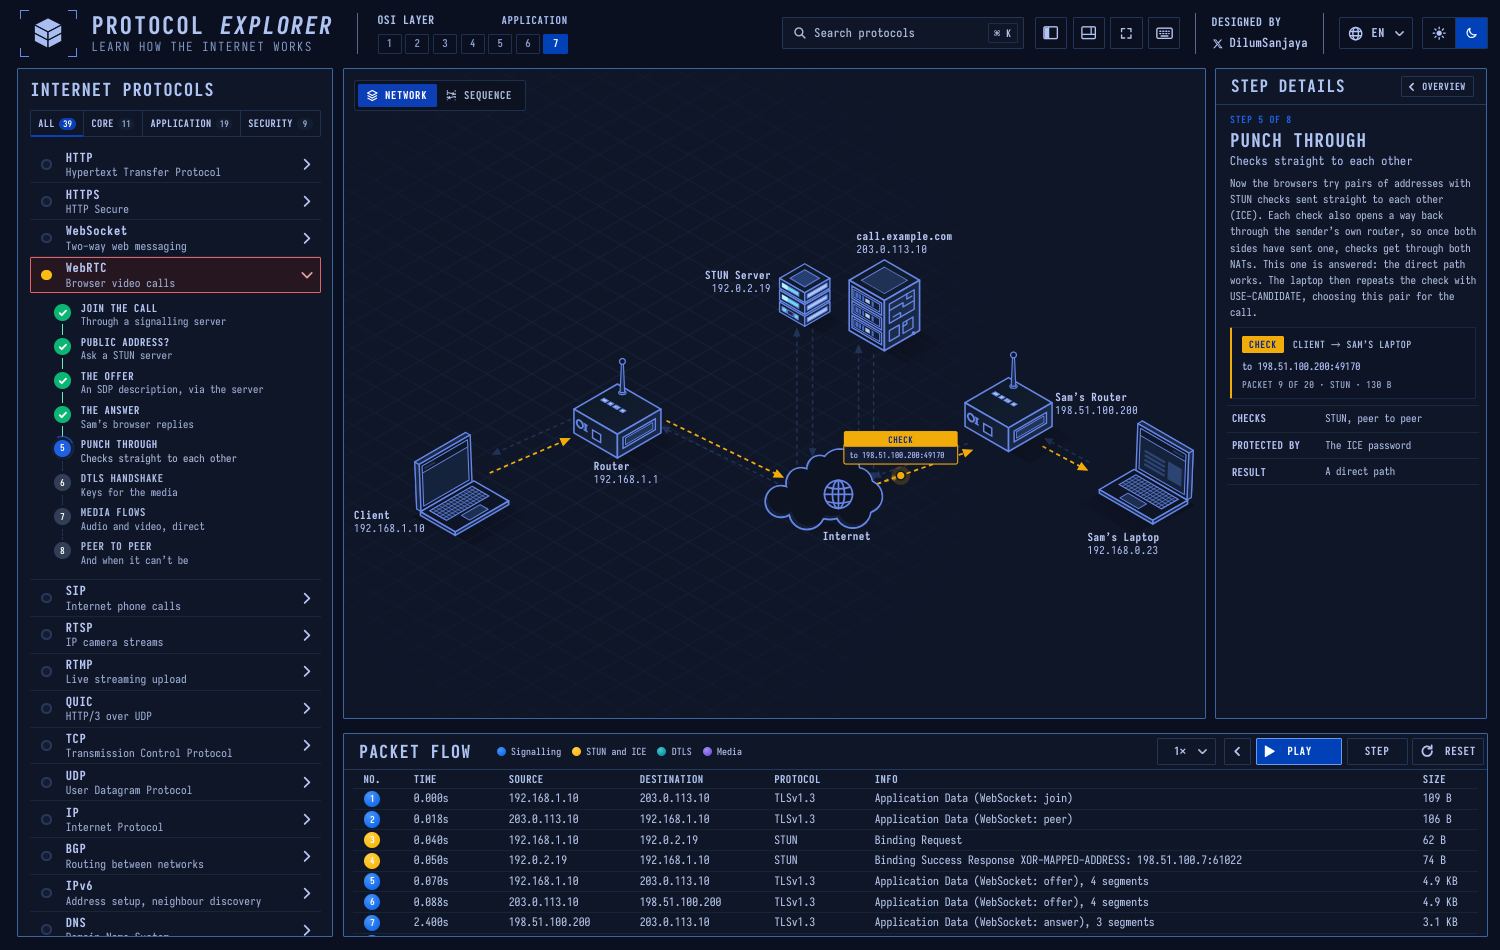 PROTOCOL EXPLORER
LEARN HOW THE INTERNET WORKS
OSI LAYER APPLICATION
1 2 3 4 5 6 7
Search protocols ⌘ K
DESIGNED BY
DilumSanjaya
EN
INTERNET PROTOCOLS
ALL 39 CORE 11 APPLICATION 19 SECURITY 9
HTTP
Hypertext Transfer Protocol
HTTPS
HTTP Secure
WebSocket
Two-way web messaging
WebRTC
Browser video calls
JOIN THE CALL
Through a signalling server
PUBLIC ADDRESS?
Ask a STUN server
THE OFFER
An SDP description, via the server
THE ANSWER
Sam's browser replies
5 PUNCH THROUGH
Checks straight to each other
6 DTLS HANDSHAKE
Keys for the media
7 MEDIA FLOWS
Audio and video, direct
8 PEER TO PEER
And when it can't be
SIP
Internet phone calls
RTSP
IP camera streams
RTMP
Live streaming upload
QUIC
HTTP/3 over UDP
TCP
Transmission Control Protocol
UDP
User Datagram Protocol
IP
Internet Protocol
BGP
Routing between networks
IPv6
Address setup, neighbour discovery
DNS
NETWORK SEQUENCE
call.example.com
203.0.113.10
STUN Server
192.0.2.19
Sam's Router
198.51.100.200
CHECK
to 198.51.100.200:49170
Router
192.168.1.1
Client
192.168.1.10
Internet
Sam's Laptop
192.168.0.23
STEP DETAILS OVERVIEW
STEP 5 OF 8
PUNCH THROUGH
Checks straight to each other
Now the browsers try pairs of addresses with
STUN checks sent straight to each other
(ICE). Each check also opens a way back
through the sender's own router, so once both
sides have sent one, checks get through both
NATs. This one is answered: the direct path
works. The laptop then repeats the check with
USE-CANDIDATE, choosing this pair for the
call.
CHECK CLIENT → SAM'S LAPTOP
to 198.51.100.200:49170
PACKET 9 OF 20 · STUN · 130 B
CHECKS STUN, peer to peer
PROTECTED BY The ICE password
RESULT A direct path
PACKET FLOW Signalling STUN and ICE DTLS Media 1× PLAY STEP RESET
NO. TIME SOURCE DESTINATION PROTOCOL INFO SIZE
1 0.000s 192.168.1.10 203.0.113.10 TLSv1.3 Application Data (WebSocket: join) 109 B
2 0.018s 203.0.113.10 192.168.1.10 TLSv1.3 Application Data (WebSocket: peer) 106 B
3 0.040s 192.168.1.10 192.0.2.19 STUN Binding Request 62 B
4 0.050s 192.0.2.19 192.168.1.10 STUN Binding Success Response XOR-MAPPED-ADDRESS: 198.51.100.7:61022 74 B
5 0.070s 192.168.1.10 203.0.113.10 TLSv1.3 Application Data (WebSocket: offer), 4 segments 4.9 KB
6 0.088s 203.0.113.10 198.51.100.200 TLSv1.3 Application Data (WebSocket: offer), 4 segments 4.9 KB
7 2.400s 198.51.100.200 203.0.113.10 TLSv1.3 Application Data (WebSocket: answer), 3 segments 3.1 KB